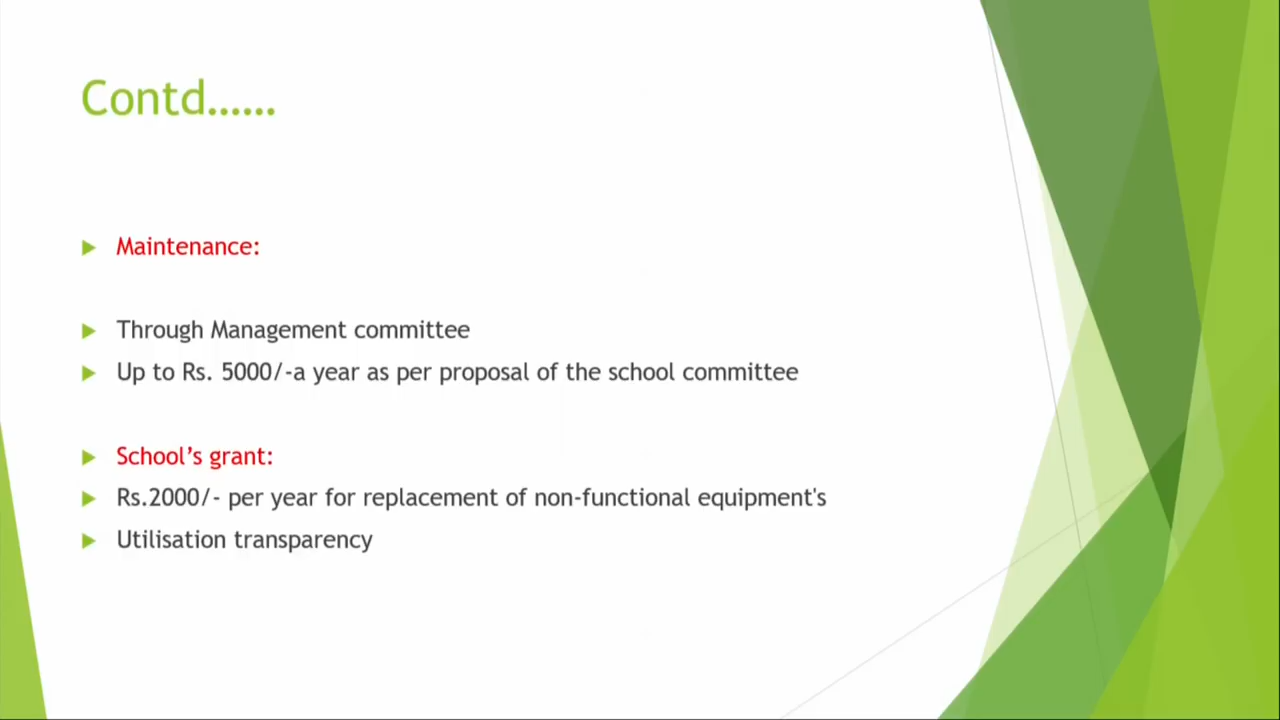 Contd......
Maintenance:
Through Management committee
Up to Rs. 5000/-a year as per proposal of the school committee
School’s grant:
Rs.2000/- per year for replacement of non-functional equipment's
Utilisation transparency